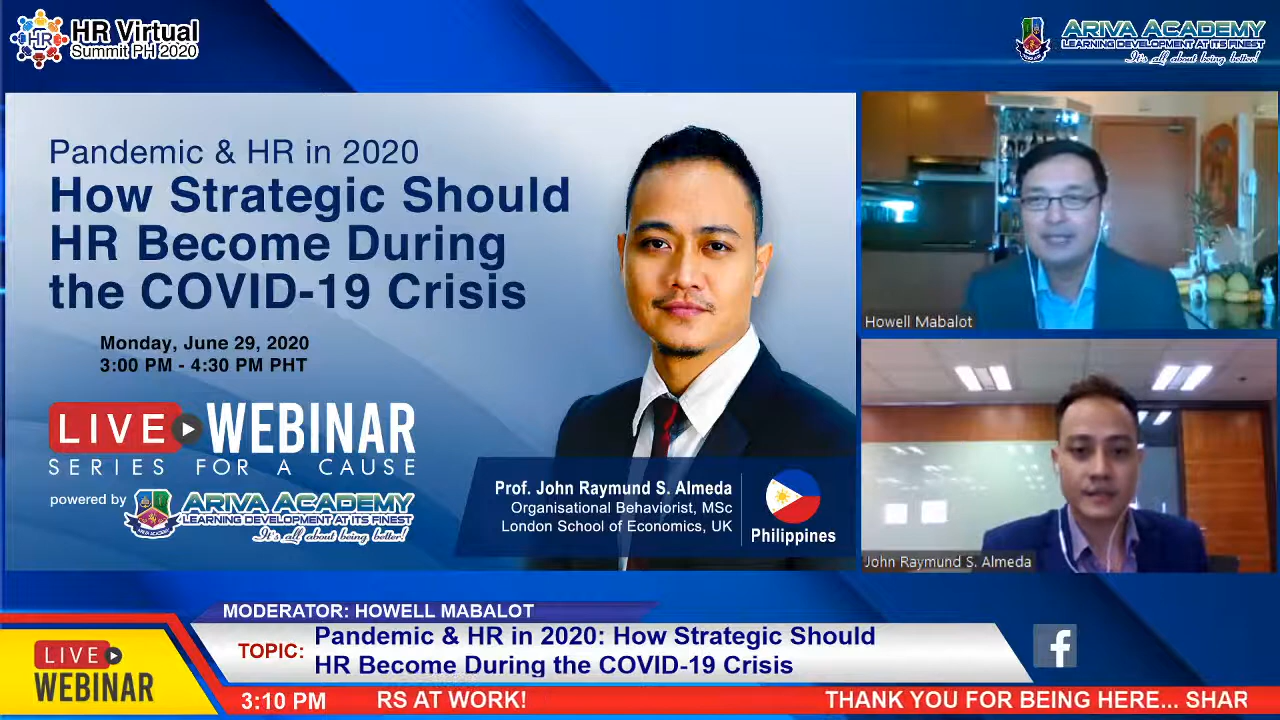 HR
HR Virtual
Summit PH 2020
ARIVA ACADEMY
LEARNING DEVELOPMENT AT ITS FINEST
It's all about being better!
Pandemic & HR in 2020
How Strategic Should
HR Become During
the COVID-19 Crisis
Monday, June 29, 2020
3:00 PM - 4:30 PM PHT
LIVE WEBINAR
SERIES FOR A CAUSE
powered by
ARIVA ACADEMY
LEARNING DEVELOPMENT AT ITS FINEST
It's all about being better!
Prof. John Raymund S. Almeda
Organisational Behaviorist, MSc
London School of Economics, UK
Philippines
Howell Mabalot
John Raymund S. Almeda
MODERATOR: HOWELL MABALOT
TOPIC:
Pandemic & HR in 2020: How Strategic Should
HR Become During the COVID-19 Crisis
f
LIVE
WEBINAR
3:10 PM
RS AT WORK!
THANK YOU FOR BEING HERE... SHAR